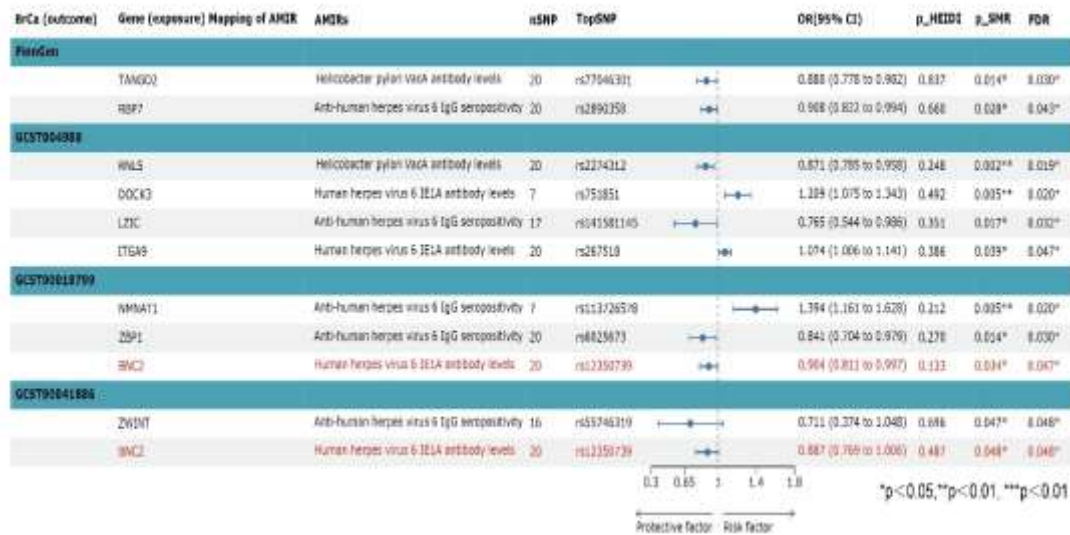 BrCa (outcome) Gene (exposure) Mapping of AMIR AMIRs nSNP TopSNP OR(95% CI) p_HEIDI p_SMR FDR
FinnGen
TANGO2 Helicobacter pylori VacA antibody levels 20 rs77046301 0.880 (0.778 to 0.982) 0.837 0.014* 0.030*
RBP7 Anti-human herpes virus 6 IgG seropositivity 20 rs2890358 0.908 (0.822 to 0.994) 0.660 0.028* 0.043*
GCST004988
RNLS Helicobacter pylori VacA antibody levels 20 rs2274312 0.871 (0.785 to 0.958) 0.248 0.002** 0.019*
DOCK3 Human herpes virus 6 IE1A antibody levels 7 rs751851 1.209 (1.075 to 1.343) 0.492 0.005** 0.020*
LZIC Anti-human herpes virus 6 IgG seropositivity 17 rs141581145 0.765 (0.544 to 0.986) 0.351 0.017* 0.032*
ITGA9 Human herpes virus 6 IE1A antibody levels 20 rs267518 1.074 (1.006 to 1.141) 0.386 0.039* 0.047*
GCST90018799
NMNAT1 Anti-human herpes virus 6 IgG seropositivity 7 1.394 (1.161 to 1.628) 0.212 0.005** 0.020*
ZBP1 Anti-human herpes virus 6 IgG seropositivity 20 0.841 (0.704 to 0.979) 0.270 0.014* 0.030*
BNC2 Human herpes virus 6 IE1A antibody levels 20 rs12350739 0.904 (0.811 to 0.997) 0.133 0.034* 0.047*
ZWINT Anti-human herpes virus 6 IgG seropositivity 16 rs55746319 0.711 (0.374 to 1.048) 0.696 0.047* 0.048*
BNC2 Human herpes virus 6 IE1A antibody levels 20 rs12350739 0.887 (0.769 to 1.006) 0.487 0.048* 0.048*
0.3 0.65 1 1.4 1.8
*p<0.05,**p<0.01, ***p<0.01
Protective factor Risk factor